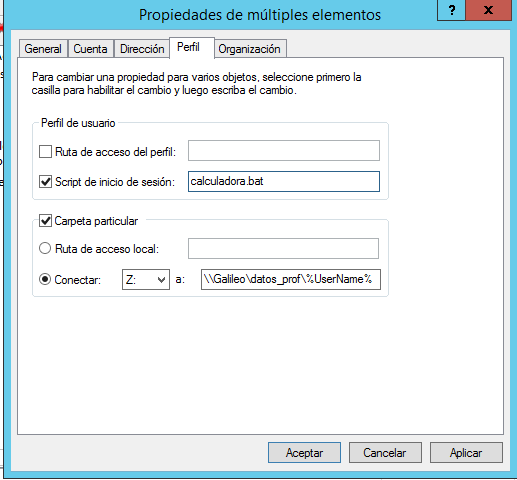 Propiedades de múltiples elementos
?
x
General
Cuenta
Dirección
Perfil
Organización
Para cambiar una propiedad para varios objetos, seleccione primero la
casilla para habilitar el cambio y luego escriba el cambio.
Perfil de usuario
Ruta de acceso del perfil:
Script de inicio de sesión: calculadora.bat
Carpeta particular
Ruta de acceso local:
Conectar: Z: a: \\Galileo\datos_prof\%UserName%
Aceptar
Cancelar
Aplicar